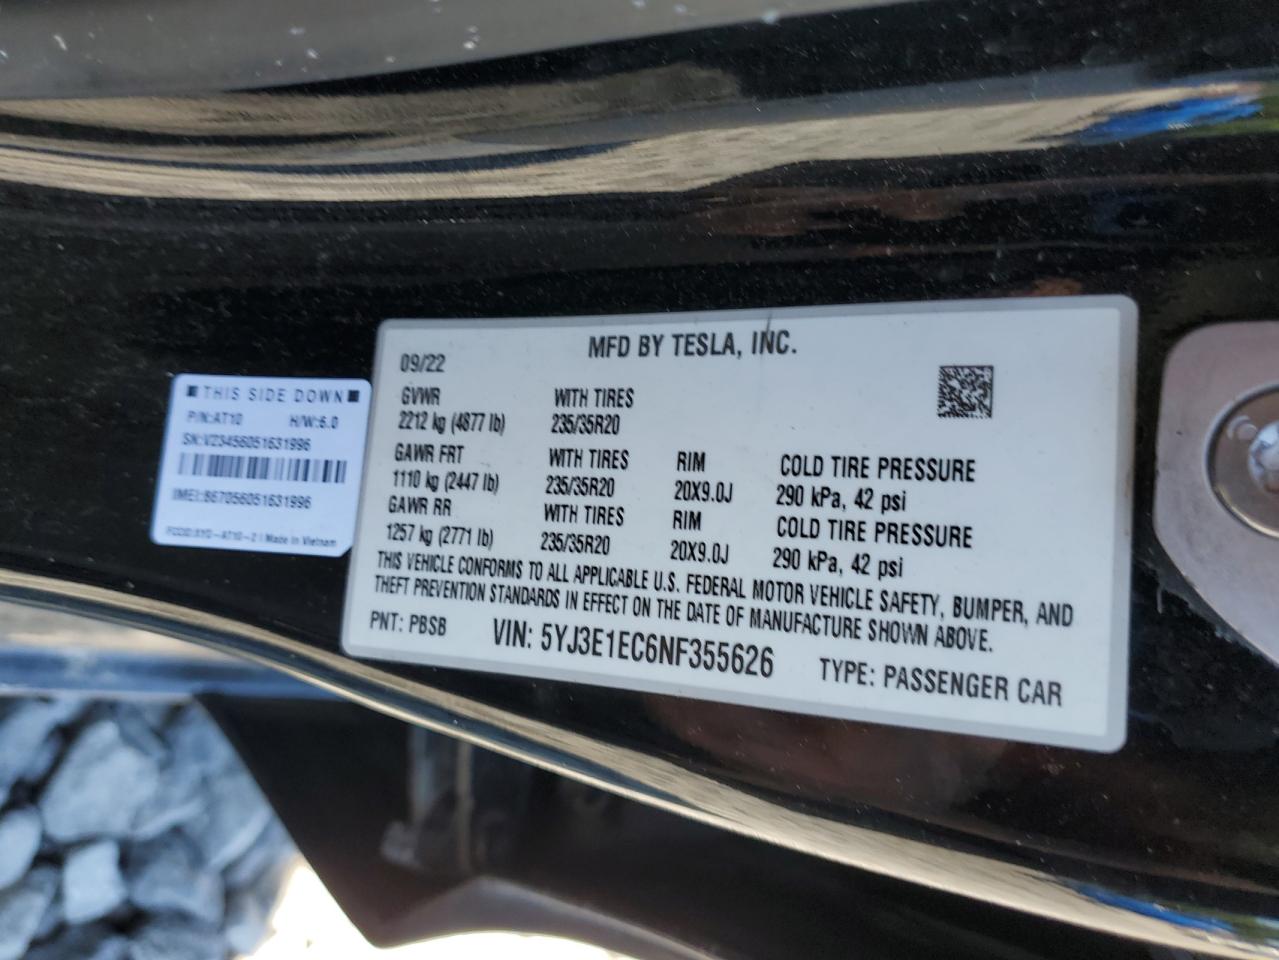 THIS SIDE DOWN
P/N:AT10 H/W:6.0
SN:VZ3456051631996
IMEI:867056051631996
FCCID:XYO-AT10-2 | Made in Vietnam
MFD BY TESLA, INC.
09/22
GVWR WITH TIRES
2212 kg (4877 lb) 235/35R20
GAWR FRT WITH TIRES RIM COLD TIRE PRESSURE
1110 kg (2447 lb) 235/35R20 20X9.0J 290 kPa, 42 psi
GAWR RR WITH TIRES RIM COLD TIRE PRESSURE
1257 kg (2771 lb) 235/35R20 20X9.0J 290 kPa, 42 psi
THIS VEHICLE CONFORMS TO ALL APPLICABLE U.S. FEDERAL MOTOR VEHICLE SAFETY, BUMPER, AND
THEFT PREVENTION STANDARDS IN EFFECT ON THE DATE OF MANUFACTURE SHOWN ABOVE.
PNT: PBSB VIN: 5YJ3E1EC6NF355626 TYPE: PASSENGER CAR